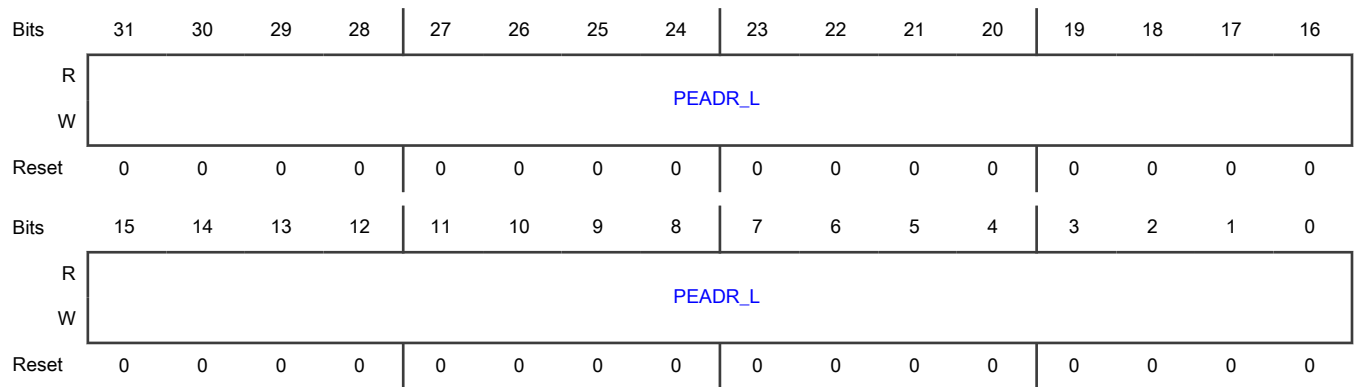 Bits 31 30 29 28 27 26 25 24 23 22 21 20 19 18 17 16
R
PEADR_L
W
Reset 0 0 0 0 0 0 0 0 0 0 0 0 0 0 0 0
Bits 15 14 13 12 11 10 9 8 7 6 5 4 3 2 1 0
R
PEADR_L
W
Reset 0 0 0 0 0 0 0 0 0 0 0 0 0 0 0 0